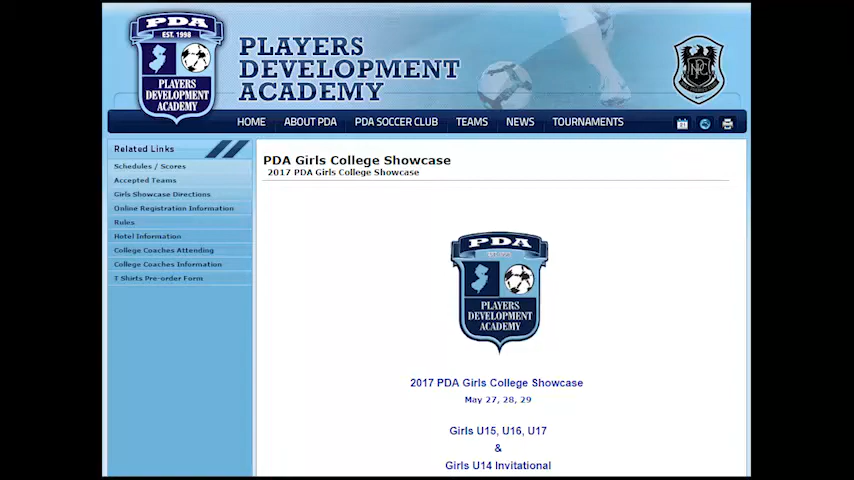 PDA
EST. 1998
PLAYERS
DEVELOPMENT
ACADEMY
PLAYERS
DEVELOPMENT
ACADEMY
HOME
ABOUT PDA
PDA SOCCER CLUB
TEAMS
NEWS
TOURNAMENTS
Related Links
Schedules / Scores
Accepted Teams
Girls Showcase Directions
Online Registration Information
Rules
Hotel Information
College Coaches Attending
College Coaches Information
T Shirts Pre-order Form
PDA Girls College Showcase
2017 PDA Girls College Showcase
PDA
PLAYERS
DEVELOPMENT
ACADEMY
2017 PDA Girls College Showcase
May 27, 28, 29
Girls U15, U16, U17
&
Girls U14 Invitational